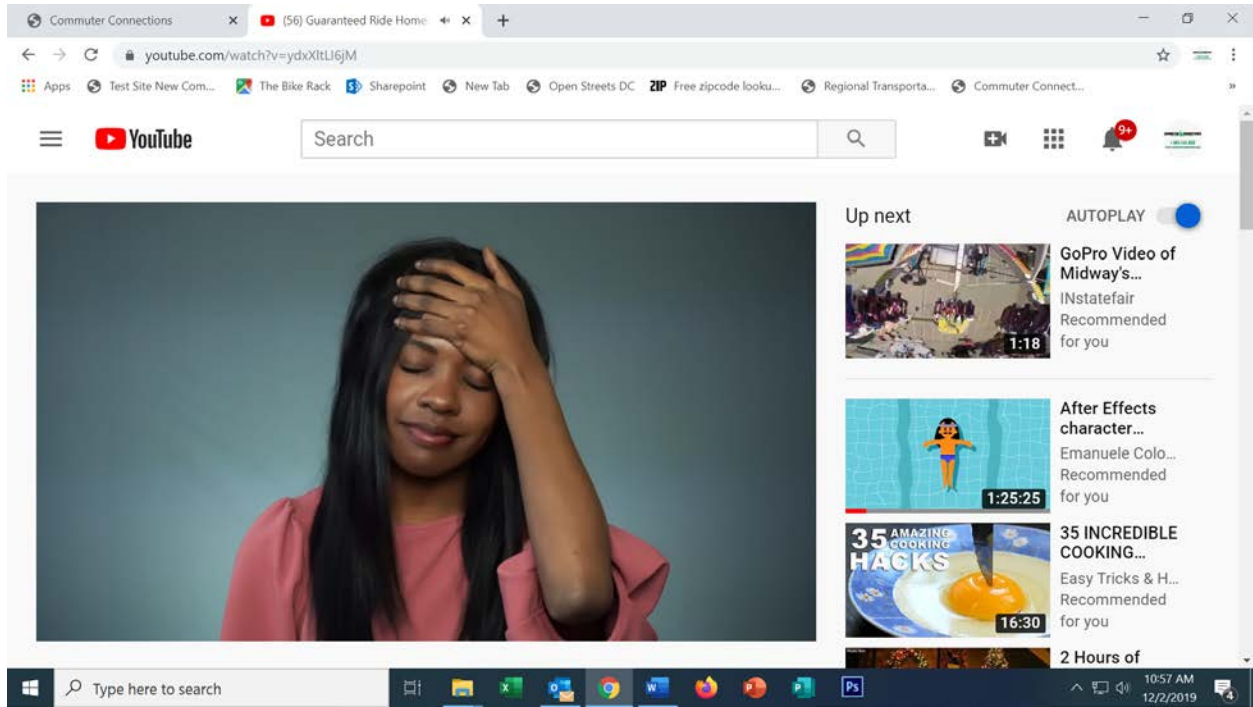 Commuter Connections
(56) Guaranteed Ride Home
youtube.com/watch?v=ydxXltLI6jM
Apps
Test Site New Com...
The Bike Rack
Sharepoint
New Tab
Open Streets DC
ZIP Free zipcode looku...
Regional Transporta...
Commuter Connect...
»
YouTube
Search
9+
Up next
AUTOPLAY
GoPro Video of
Midway's...
INstatefair
Recommended
for you
1:18
After Effects
character...
Emanuele Colo...
Recommended
for you
1:25:25
35 AMAZING
COOKING
HACKS
16:30
35 INCREDIBLE
COOKING...
Easy Tricks & H...
Recommended
for you
2 Hours of
Type here to search
10:57 AM
12/2/2019
4